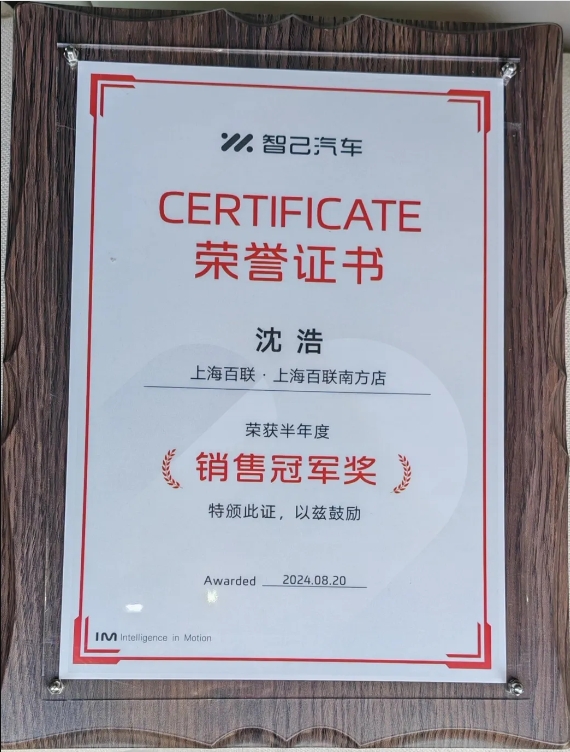 智己汽车
CERTIFICATE
荣誉证书
沈 浩
上海百联 · 上海百联南方店
荣获半年度
销售冠军奖
特颁此证，以兹鼓励
Awarded 2024.08.20
IM Intelligence in Motion